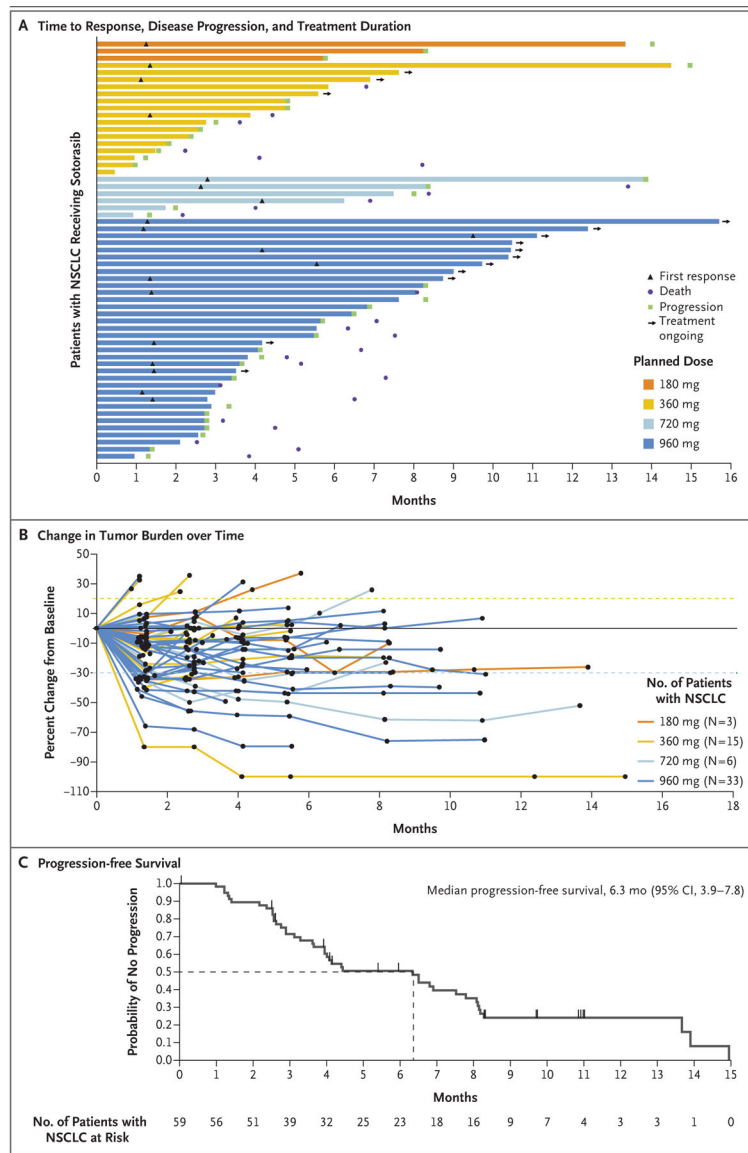 A Time to Response, Disease Progression, and Treatment Duration
Patients with NSCLC Receiving Sotorasib
First response
Death
Progression
Treatment
ongoing
Planned Dose
180 mg
360 mg
720 mg
960 mg
0 1 2 3 4 5 6 7 8 9 10 11 12 13 14 15 16
Months
B Change in Tumor Burden over Time
Percent Change from Baseline
50
30
10
−10
−30
−50
−70
−90
−110
No. of Patients
with NSCLC
180 mg (N=3)
360 mg (N=15)
720 mg (N=6)
960 mg (N=33)
0 2 4 6 8 10 12 14 16 18
Months
C Progression-free Survival
Median progression-free survival, 6.3 mo (95% CI, 3.9–7.8)
Probability of No Progression
1.0
0.9
0.8
0.7
0.6
0.5
0.4
0.3
0.2
0.1
0.0
0 1 2 3 4 5 6 7 8 9 10 11 12 13 14 15
Months
No. of Patients with
NSCLC at Risk
59 56 51 39 32 25 23 18 16 9 7 4 3 3 1 0